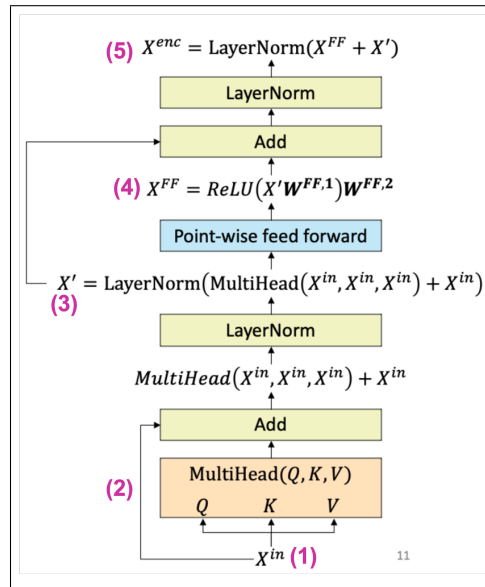 (5) X^{enc} = LayerNorm(X^{FF} + X′)
LayerNorm
Add
(4) X^{FF} = ReLU(X′W^{FF,1})W^{FF,2}
Point-wise feed forward
X′ = LayerNorm(MultiHead(X^{in}, X^{in}, X^{in}) + X^{in})
(3)
LayerNorm
MultiHead(X^{in}, X^{in}, X^{in}) + X^{in}
Add
MultiHead(Q, K, V)
(2)
Q K V
X^{in} (1)
11